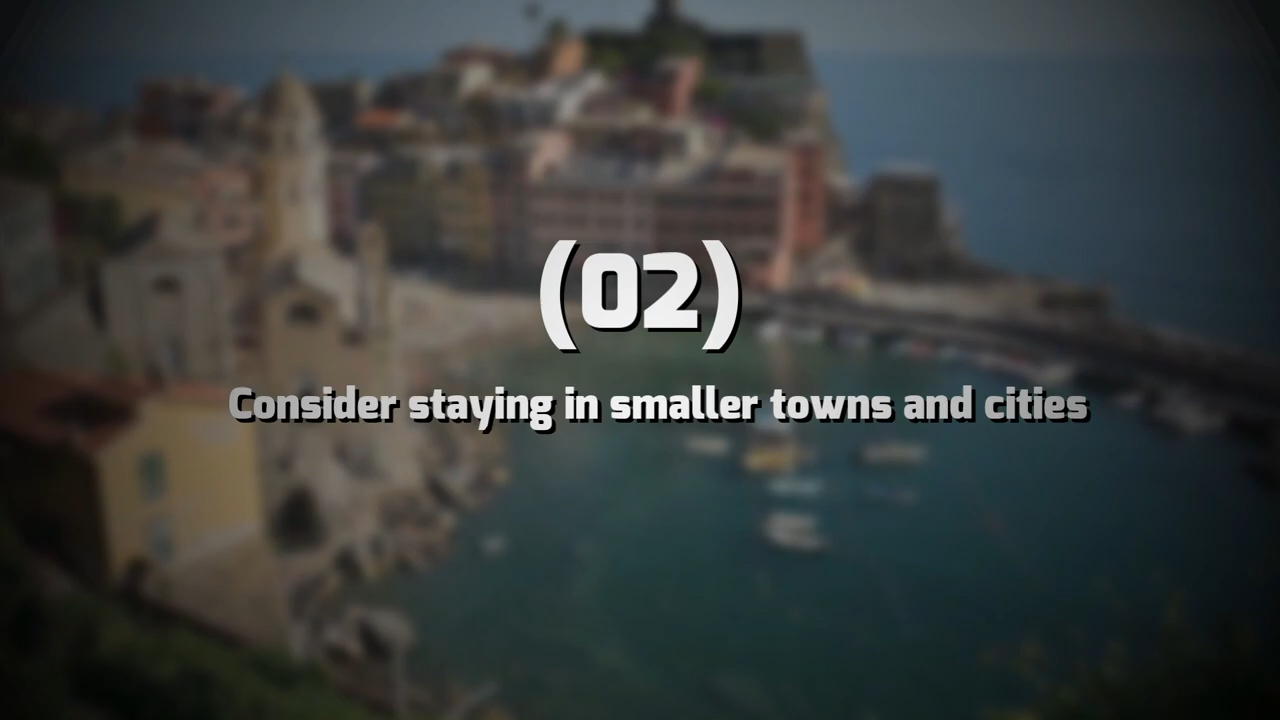 (02)
Consider staying in smaller towns and cities